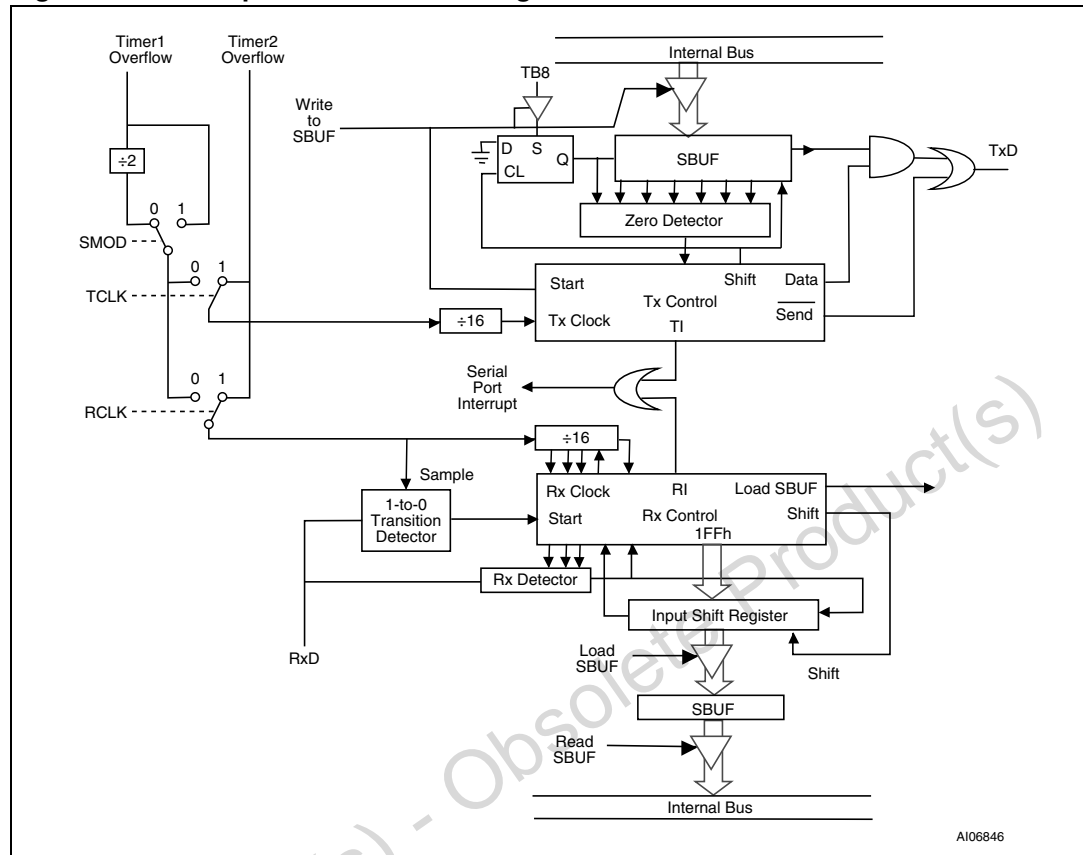 Timer1
Overflow
Timer2
Overflow
Internal Bus
TB8
Write
to
SBUF
D S
CL
Q
SBUF
TxD
÷2
Zero Detector
0 1
SMOD
0 1
TCLK
Shift
Start
Data
Tx Control
Send
÷16
Tx Clock
TI
Serial
Port
Interrupt
0 1
RCLK
÷16
Sample
1-to-0
Transition
Detector
Rx Clock
RI
Load SBUF
Start
Rx Control
Shift
1FFh
Rx Detector
Input Shift Register
RxD
Load
SBUF
Shift
SBUF
Read
SBUF
Internal Bus
AI06846
(s) - Obsolete Product(s)